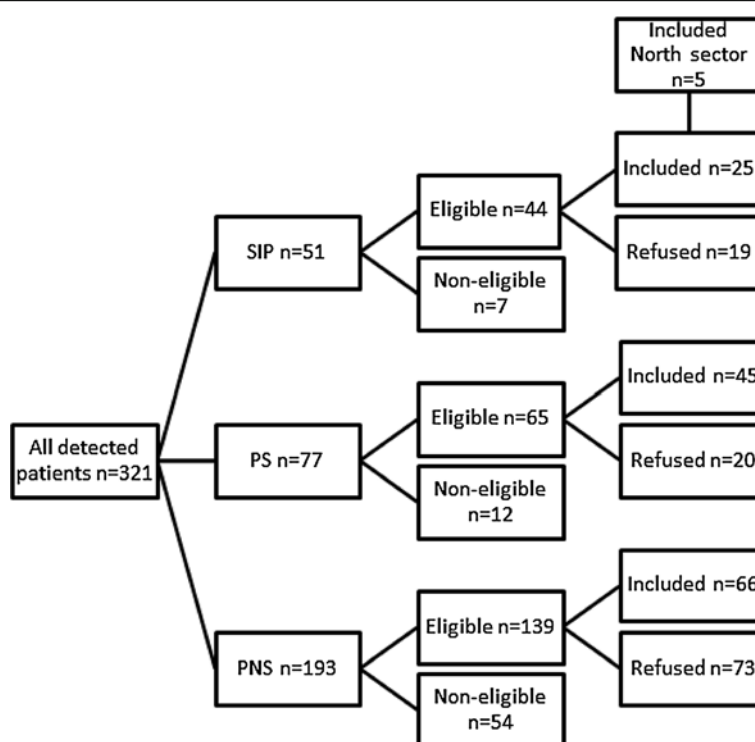 Included
North sector
n=5
Included n=25
Eligible n=44
SIP n=51
Refused n=19
Non-eligible
n=7
Included n=45
Eligible n=65
All detected
patients n=321
PS n=77
Refused n=20
Non-eligible
n=12
Included n=66
Eligible n=139
PNS n=193
Refused n=73
Non-eligible
n=54